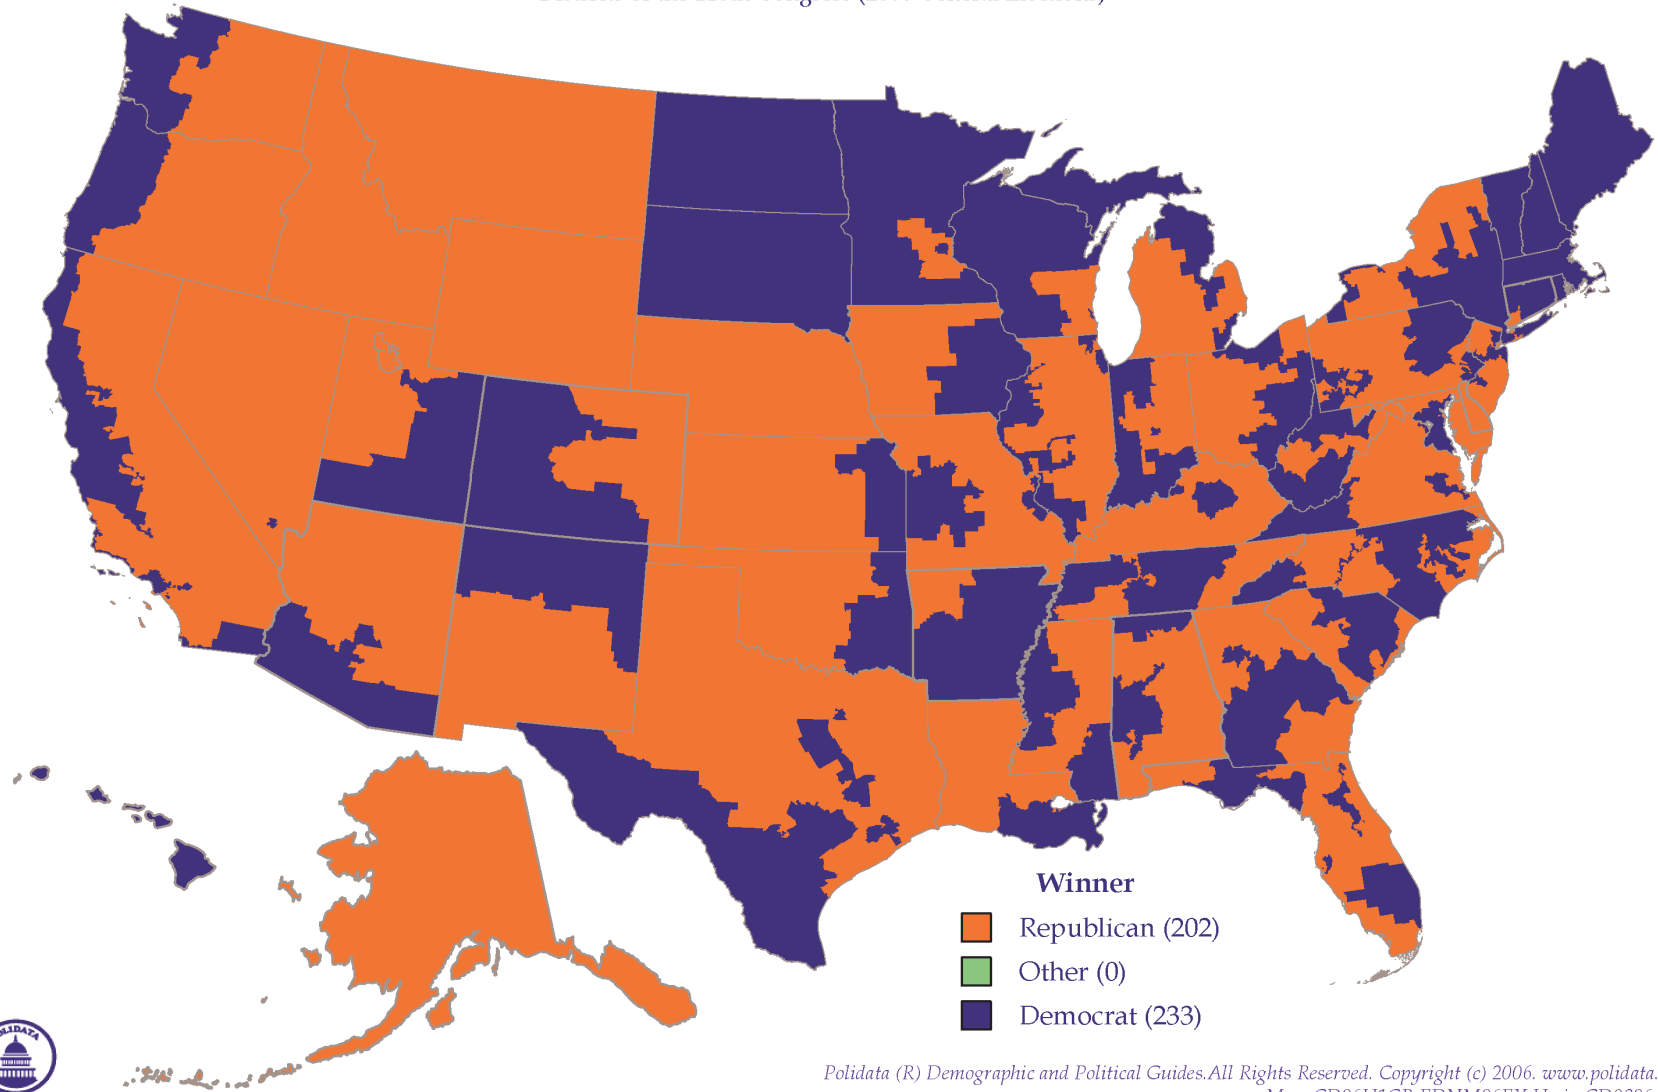 Winner
Republican (202)
Other (0)
Democrat (233)
POLIDATA
Polidata (R) Demographic and Political Guides.All Rights Reserved. Copyright (c) 2006. www.polidata.